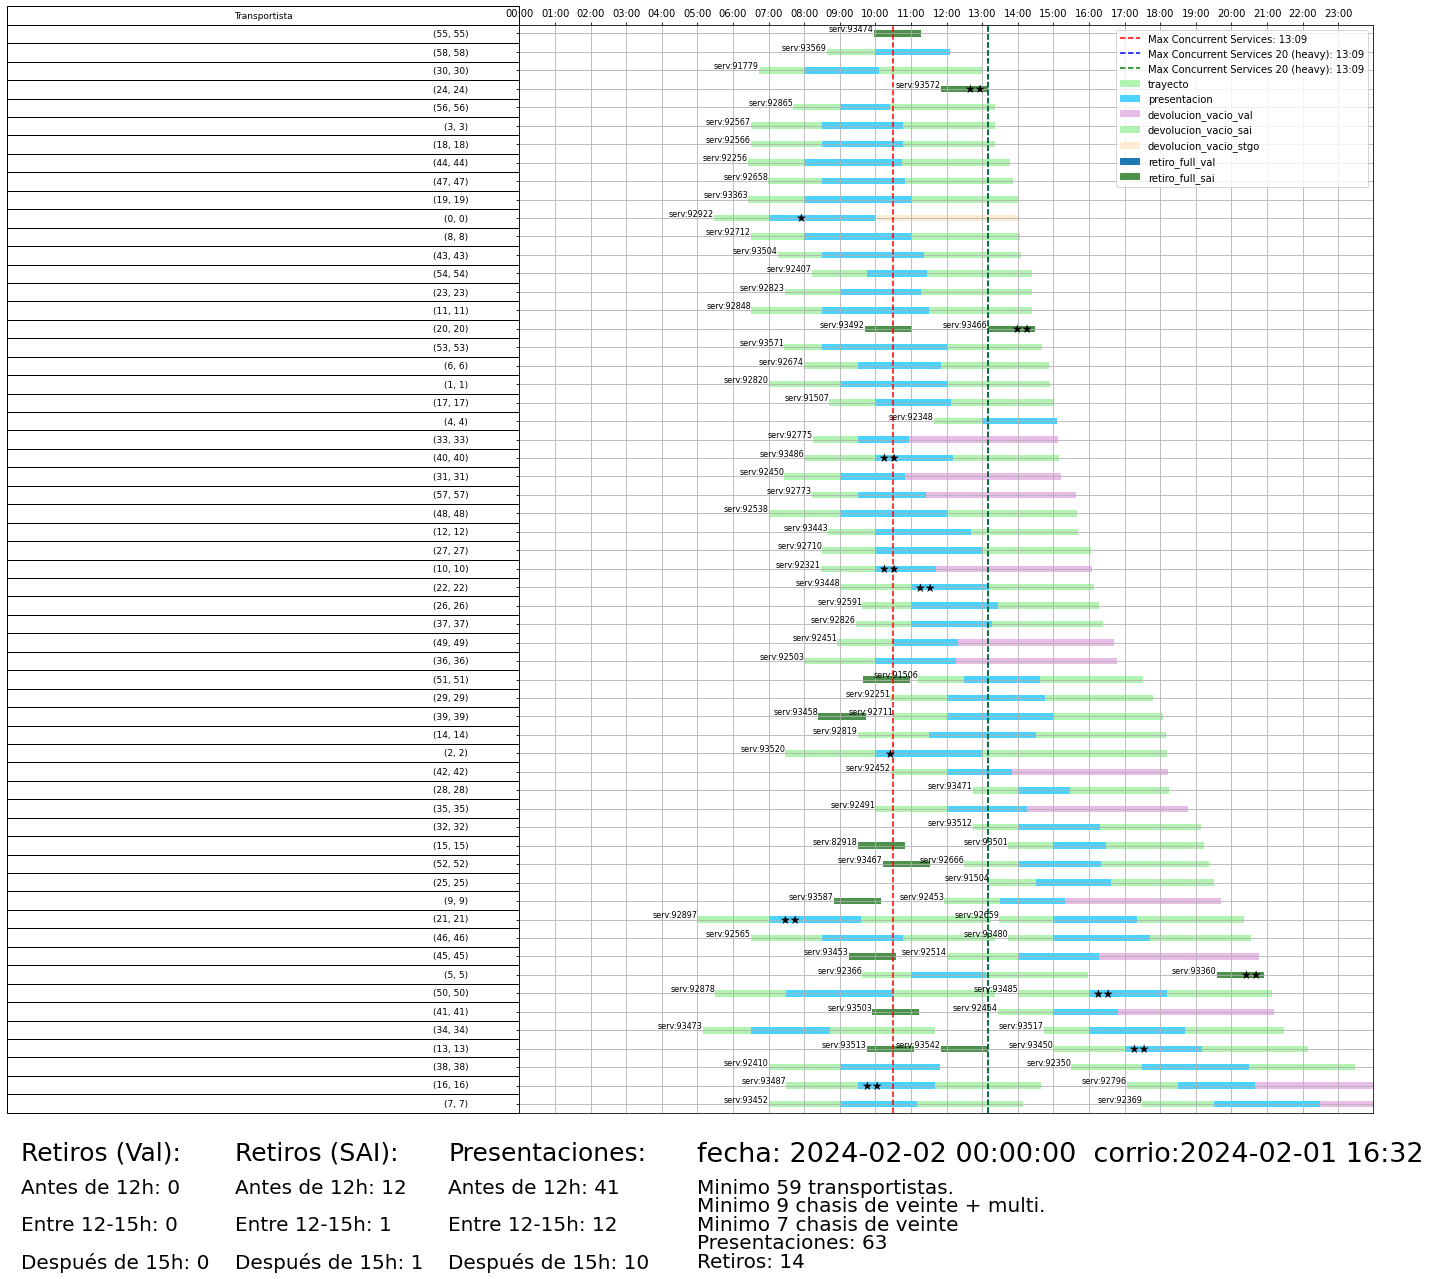 Transportista
00:00 01:00 02:00 03:00 04:00 05:00 06:00 07:00 08:00 09:00 10:00 11:00 12:00 13:00 14:00 15:00 16:00 17:00 18:00 19:00 20:00 21:00 22:00 23:00
Max Concurrent Services: 13:09
Max Concurrent Services 20 (heavy): 13:09
Max Concurrent Services 20 (heavy): 13:09
trayecto
presentacion
devolucion_vacio_val
devolucion_vacio_sai
devolucion_vacio_stgo
retiro_full_val
retiro_full_sai
(55, 55) serv:93474
(58, 58) serv:93569
(30, 30) serv:91779
(24, 24) serv:93572
(56, 56) serv:92865
(3, 3) serv:92567
(18, 18) serv:92566
(44, 44) serv:92256
(47, 47) serv:92658
(19, 19) serv:93363
(0, 0) serv:92922
(8, 8) serv:92712
(43, 43) serv:93504
(54, 54) serv:92407
(23, 23) serv:92823
(11, 11) serv:92848
(20, 20) serv:93492 serv:93466
(53, 53) serv:93571
(6, 6) serv:92674
(1, 1) serv:92820
(17, 17) serv:91507
(4, 4) serv:92348
(33, 33) serv:92775
(40, 40) serv:93486
(31, 31) serv:92450
(57, 57) serv:92773
(48, 48) serv:92538
(12, 12) serv:93443
(27, 27) serv:92710
(10, 10) serv:92321
(22, 22) serv:93448
(26, 26) serv:92591
(37, 37) serv:92826
(49, 49) serv:92451
(36, 36) serv:92503
(51, 51) serv:91506
(29, 29) serv:92251
(39, 39) serv:93458 serv:92711
(14, 14) serv:92819
(2, 2) serv:93520
(42, 42) serv:92452
(28, 28) serv:93471
(35, 35) serv:92491
(32, 32) serv:93512
(15, 15) serv:82918 serv:93501
(52, 52) serv:93467 serv:92666
(25, 25) serv:91504
(9, 9) serv:93587 serv:92453
(21, 21) serv:92897 serv:92659
(46, 46) serv:92565 serv:93480
(45, 45) serv:93453 serv:92514
(5, 5) serv:92366 serv:93360
(50, 50) serv:92878 serv:93485
(41, 41) serv:93503 serv:92454
(34, 34) serv:93473 serv:93517
(13, 13) serv:93513 serv:93542 serv:93450
(38, 38) serv:92410 serv:92350
(16, 16) serv:93487 serv:92796
(7, 7) serv:93452 serv:92369
Retiros (Val):
Antes de 12h: 0
Entre 12-15h: 0
Después de 15h: 0
Retiros (SAI):
Antes de 12h: 12
Entre 12-15h: 1
Después de 15h: 1
Presentaciones:
Antes de 12h: 41
Entre 12-15h: 12
Después de 15h: 10
fecha: 2024-02-02 00:00:00 corrio:2024-02-01 16:32
Minimo 59 transportistas.
Minimo 9 chasis de veinte + multi.
Minimo 7 chasis de veinte
Presentaciones: 63
Retiros: 14